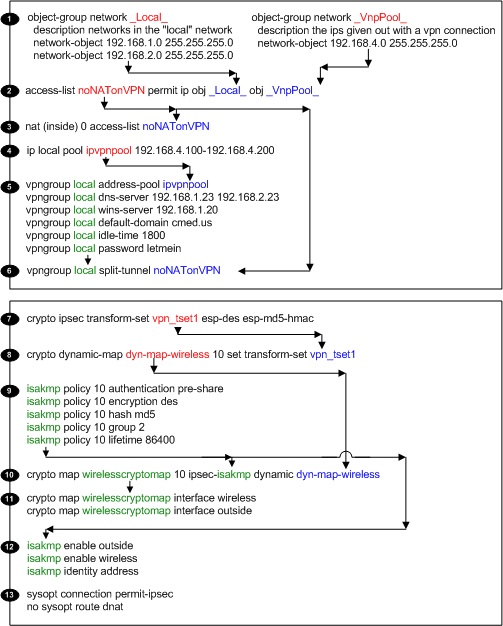 1
object-group network _Local_
description networks in the "local" network
network-object 192.168.1.0 255.255.255.0
network-object 192.168.2.0 255.255.255.0
object-group network _VnpPool_
description the ips given out with a vpn connection
network-object 192.168.4.0 255.255.255.0
2 access-list noNATonVPN permit ip obj _Local_ obj _VnpPool_
3 nat (inside) 0 access-list noNATonVPN
4 ip local pool ipvpnpool 192.168.4.100-192.168.4.200
5 vpngroup local address-pool ipvpnpool
vpngroup local dns-server 192.168.1.23 192.168.2.23
vpngroup local wins-server 192.168.1.20
vpngroup local default-domain cmed.us
vpngroup local idle-time 1800
vpngroup local password letmein
6 vpngroup local split-tunnel noNATonVPN
7 crypto ipsec transform-set vpn_tset1 esp-des esp-md5-hmac
8 crypto dynamic-map dyn-map-wireless 10 set transform-set vpn_tset1
9 isakmp policy 10 authentication pre-share
isakmp policy 10 encryption des
isakmp policy 10 hash md5
isakmp policy 10 group 2
isakmp policy 10 lifetime 86400
10 crypto map wirelesscryptomap 10 ipsec-isakmp dynamic dyn-map-wireless
11 crypto map wirelesscryptomap interface wireless
crypto map wirelesscryptomap interface outside
12 isakmp enable outside
isakmp enable wireless
isakmp identity address
13 sysopt connection permit-ipsec
no sysopt route dnat